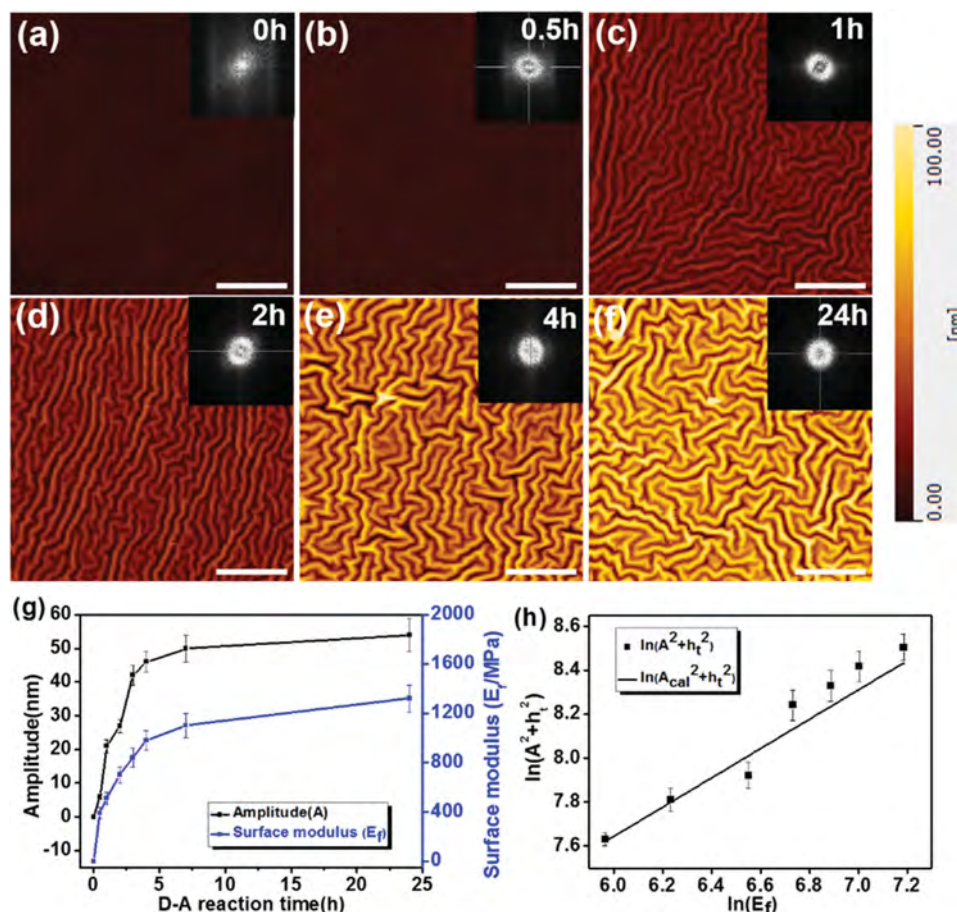 (a) 0h
(b) 0.5h
(c) 1h
100.00
[nm]
0.00
(d) 2h
(e) 4h
(f) 24h
(g)
60
50
40
30
20
10
0
-10
Amplitude(nm)
2000
1600
1200
800
400
0
Surface modulus (Ef/MPa)
Amplitude(A)
Surface modulus (Ef)
0 5 10 15 20 25
D-A reaction time(h)
(h)
8.6
8.4
8.2
8.0
7.8
7.6
ln(A²+ht²)
ln(A²+ht²)
ln(Acal²+ht²)
6.0 6.2 6.4 6.6 6.8 7.0 7.2
ln(Ef)